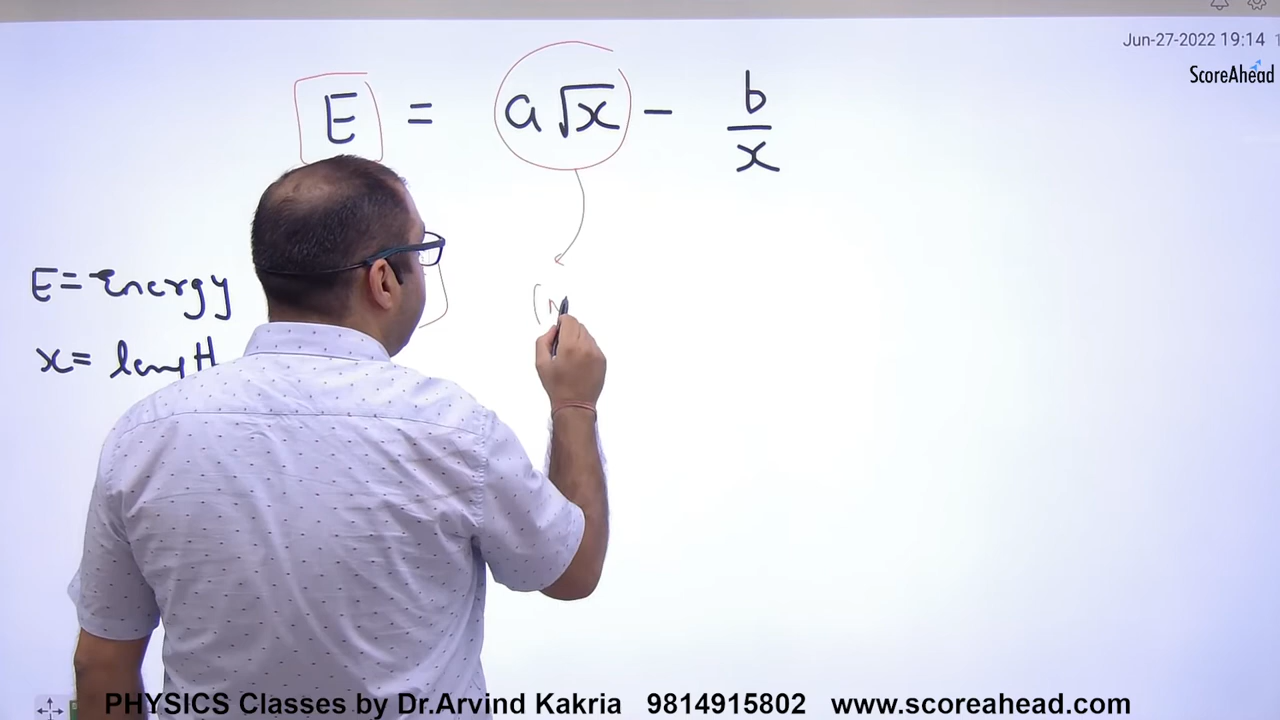 Jun-27-2022 19:14
ScoreAhead
E = a√x - b/x
E = Energy
x = length
PHYSICS Classes by Dr.Arvind Kakria 9814915802 www.scoreahead.com